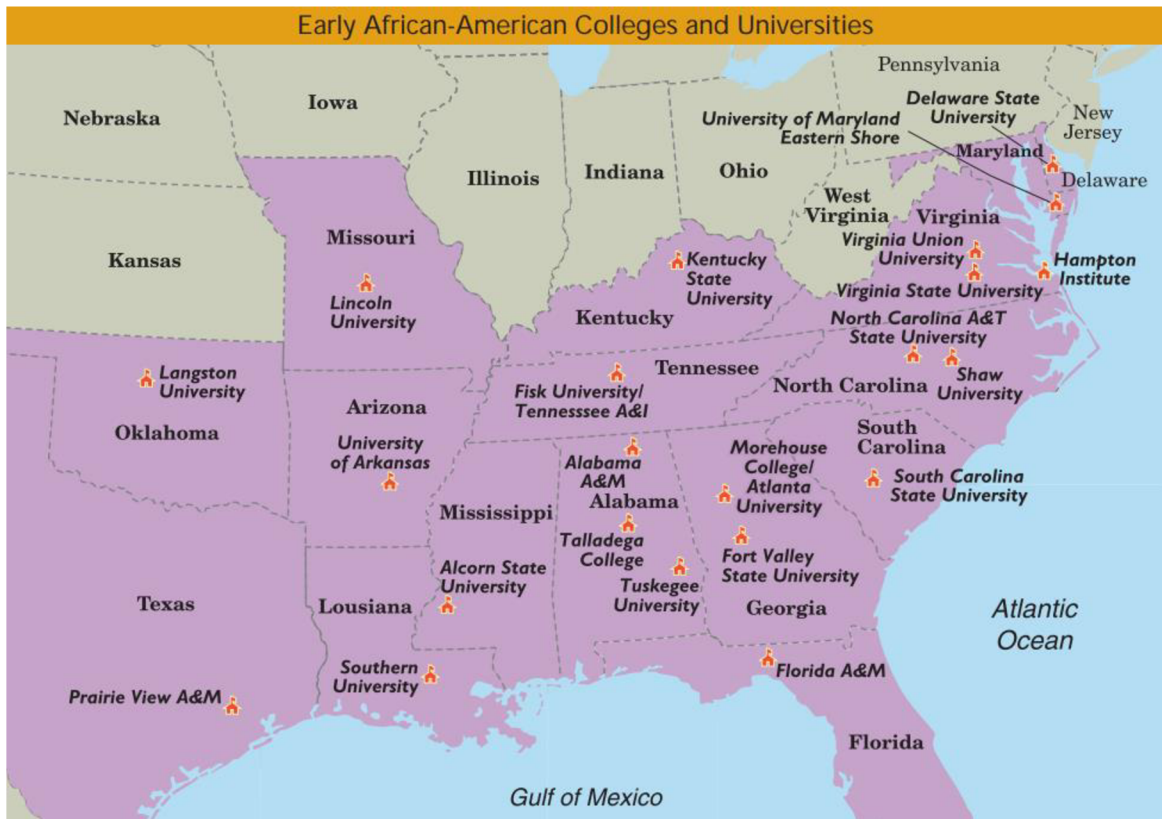 Early African-American Colleges and Universities
Pennsylvania
Delaware State
University
New
Jersey
University of Maryland
Eastern Shore
Maryland
Delaware
Nebraska
Iowa
Illinois
Indiana
Ohio
West
Virginia
Virginia
Virginia Union
University
Virginia State University
Hampton
Institute
Kansas
Missouri
Lincoln
University
Kentucky
State
University
Kentucky
North Carolina A&T
State University
Shaw
University
North Carolina
Tennessee
Fisk University/
Tennesssee A&I
Langston
University
Oklahoma
Arizona
University
of Arkansas
South
Carolina
South Carolina
State University
Morehouse
College/
Atlanta
University
Alabama
A&M
Alabama
Talladega
College
Tuskegee
University
Fort Valley
State University
Georgia
Mississippi
Alcorn State
University
Texas
Lousiana
Southern
University
Prairie View A&M
Florida A&M
Florida
Atlantic
Ocean
Gulf of Mexico